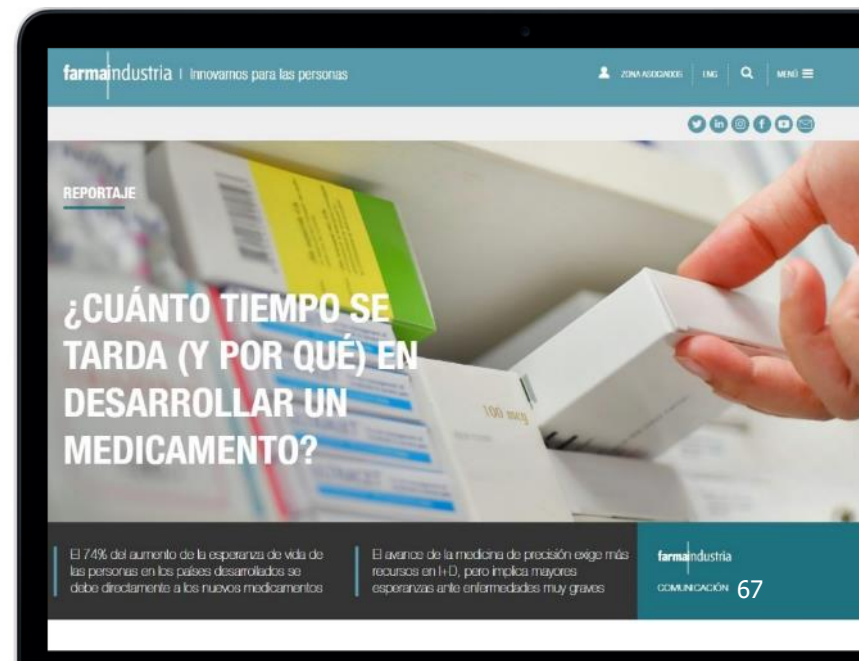 farmaindustria | Innovamos para las personas
ZONA ASOCIADOS | ENG | MENÚ
REPORTAJE
¿CUÁNTO TIEMPO SE
TARDA (Y POR QUÉ) EN
DESARROLLAR UN
MEDICAMENTO?
100 mcg
El 74% del aumento de la esperanza de vida de
las personas en los países desarrollados se
debe directamente a los nuevos medicamentos
El avance de la medicina de precisión exige más
recursos en I+D, pero implica mayores
esperanzas ante enfermedades muy graves
farmaindustria
COMUNICACIÓN 67